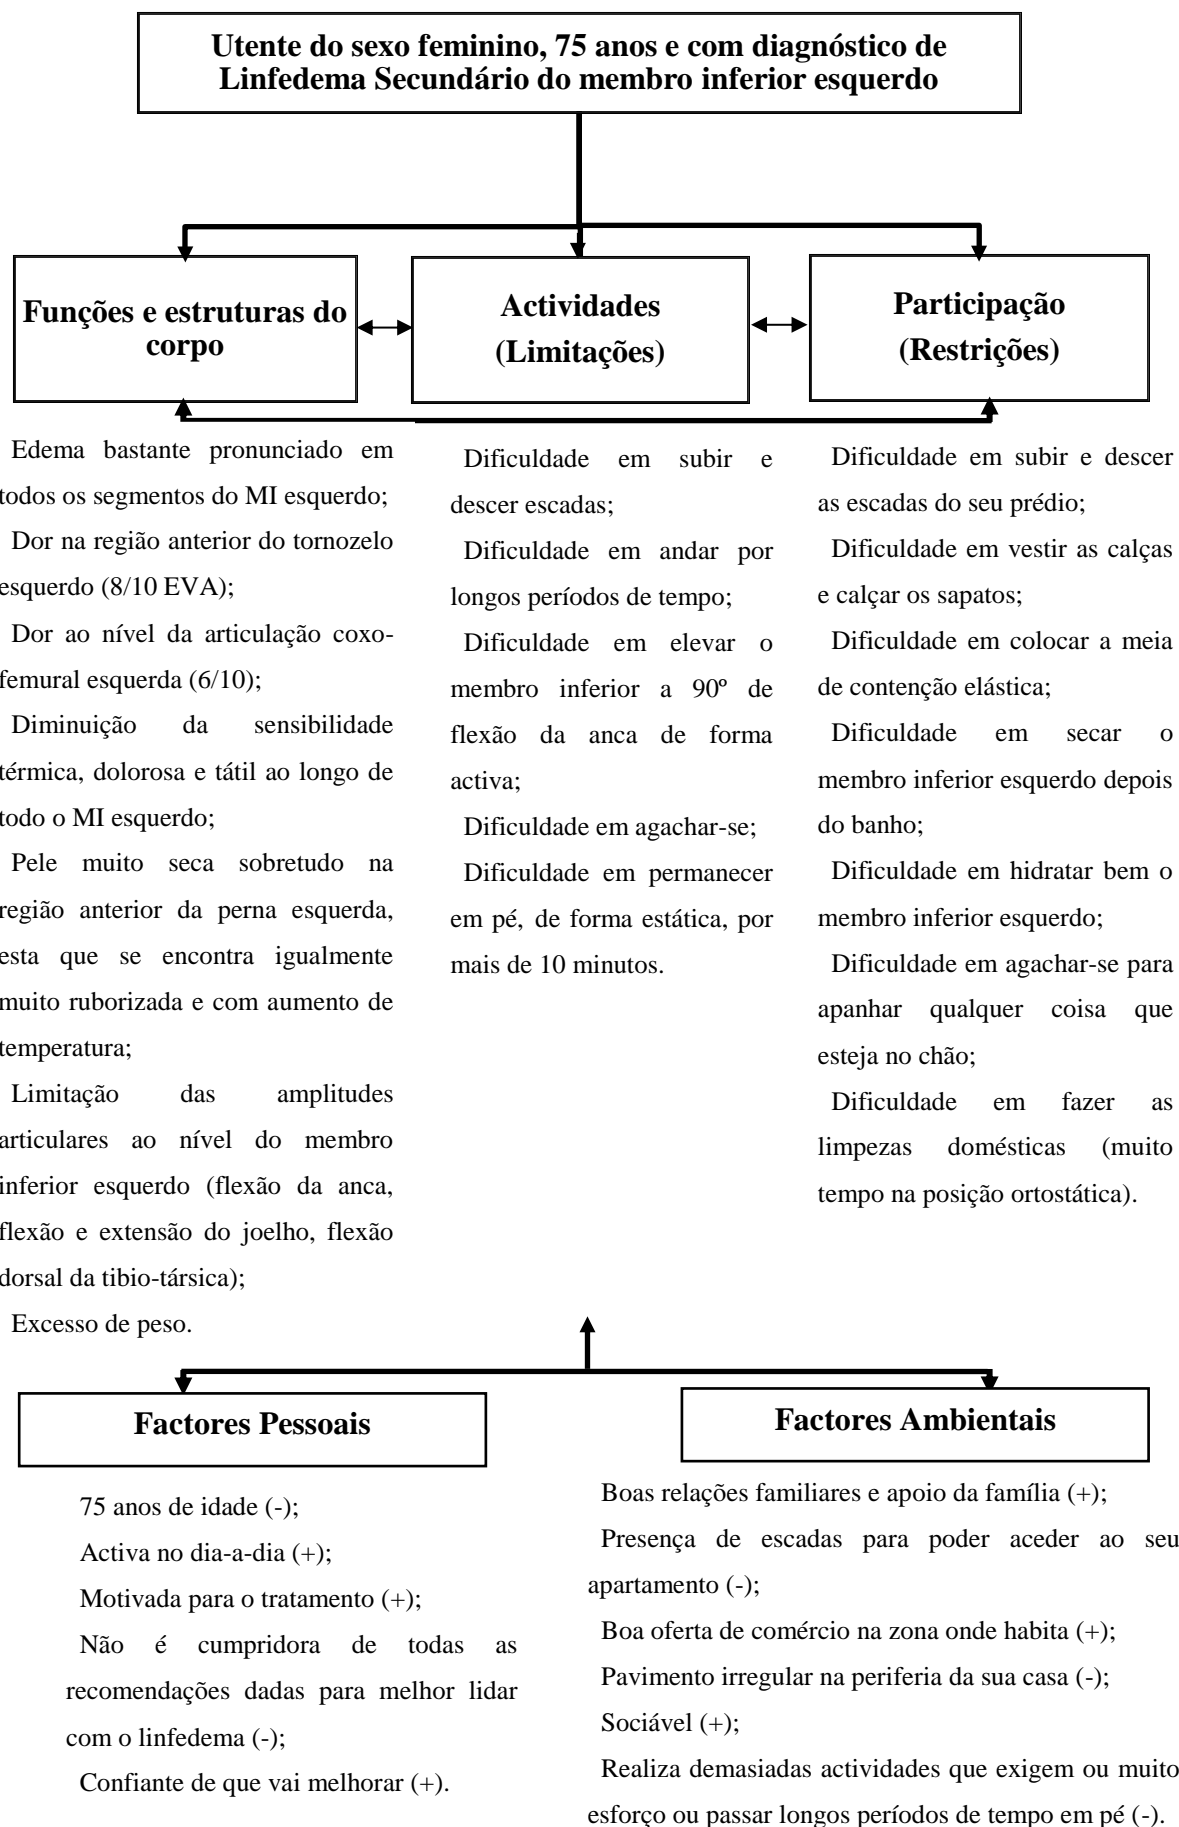 Utente do sexo feminino, 75 anos e com diagnóstico de
Linfedema Secundário do membro inferior esquerdo
Funções e estruturas do
corpo
Actividades
(Limitações)
Participação
(Restrições)
Edema bastante pronunciado em
todos os segmentos do MI esquerdo;
Dor na região anterior do tornozelo
esquerdo (8/10 EVA);
Dor ao nível da articulação coxo-
femural esquerda (6/10);
Diminuição da sensibilidade
térmica, dolorosa e tátil ao longo de
todo o MI esquerdo;
Pele muito seca sobretudo na
região anterior da perna esquerda,
esta que se encontra igualmente
muito ruborizada e com aumento de
temperatura;
Limitação das amplitudes
articulares ao nível do membro
inferior esquerdo (flexão da anca,
flexão e extensão do joelho, flexão
dorsal da tibio-társica);
Excesso de peso.
Dificuldade em subir e
descer escadas;
Dificuldade em andar por
longos períodos de tempo;
Dificuldade em elevar o
membro inferior a 90º de
flexão da anca de forma
activa;
Dificuldade em agachar-se;
Dificuldade em permanecer
em pé, de forma estática, por
mais de 10 minutos.
Dificuldade em subir e descer
as escadas do seu prédio;
Dificuldade em vestir as calças
e calçar os sapatos;
Dificuldade em colocar a meia
de contenção elástica;
Dificuldade em secar o
membro inferior esquerdo depois
do banho;
Dificuldade em hidratar bem o
membro inferior esquerdo;
Dificuldade em agachar-se para
apanhar qualquer coisa que
esteja no chão;
Dificuldade em fazer as
limpezas domésticas (muito
tempo na posição ortostática).
Factores Pessoais
75 anos de idade (-);
Activa no dia-a-dia (+);
Motivada para o tratamento (+);
Não é cumpridora de todas as
recomendações dadas para melhor lidar
com o linfedema (-);
Confiante de que vai melhorar (+).
Factores Ambientais
Boas relações familiares e apoio da família (+);
Presença de escadas para poder aceder ao seu
apartamento (-);
Boa oferta de comércio na zona onde habita (+);
Pavimento irregular na periferia da sua casa (-);
Sociável (+);
Realiza demasiadas actividades que exigem ou muito
esforço ou passar longos períodos de tempo em pé (-).